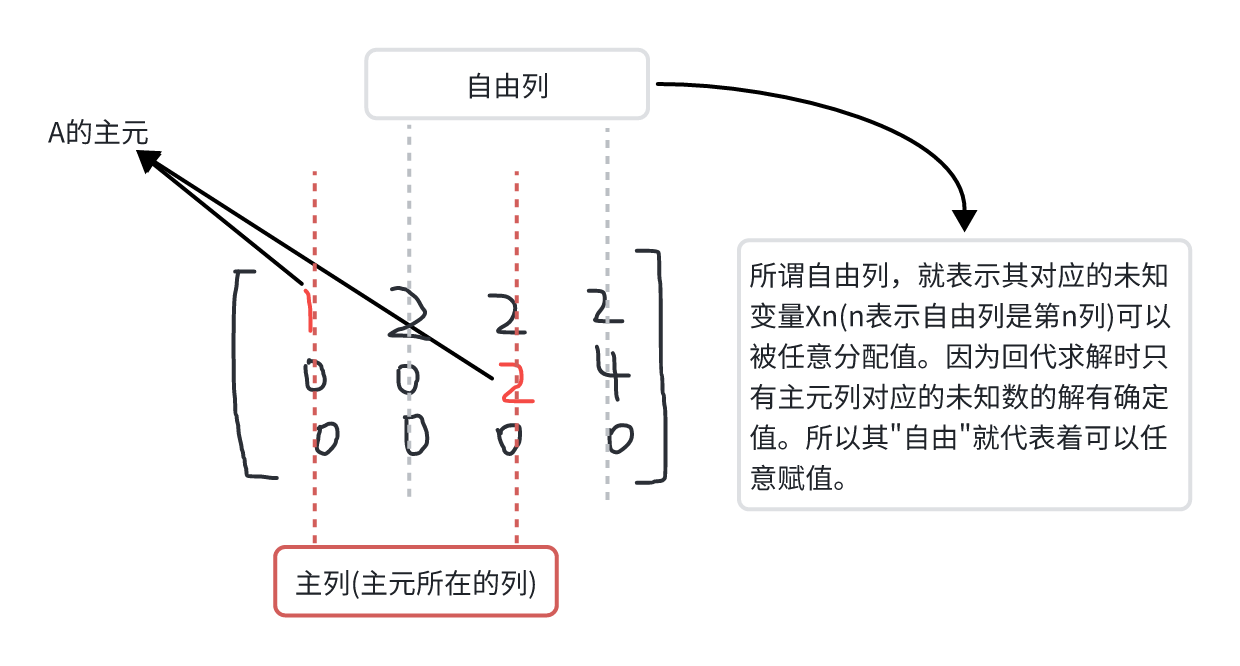 自由列
A的主元
所谓自由列，就表示其对应的未知
变量Xn(n表示自由列是第n列)可以
被任意分配值。因为回代求解时只
有主元列对应的未知数的解有确定
值。所以其"自由"就代表着可以任
意赋值。
1 2 2 2
0 0 2 4
0 0 0 0
主列(主元所在的列)